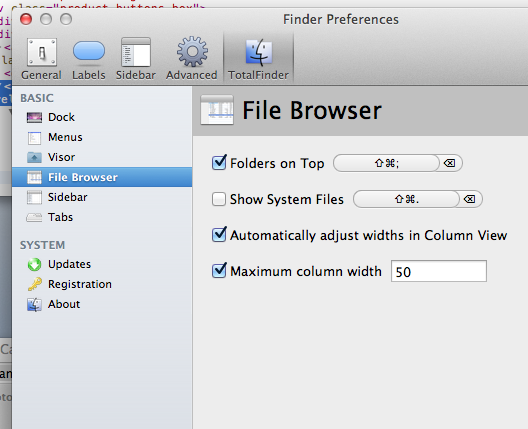 v class="product-buttons-box">
Finder Preferences
General
Labels
Sidebar
Advanced
TotalFinder
BASIC
Dock
Menus
Visor
File Browser
Sidebar
Tabs
SYSTEM
Updates
Registration
About
File Browser
Folders on Top
⇧⌘;
Show System Files
⇧⌘.
Automatically adjust widths in Column View
Maximum column width
50